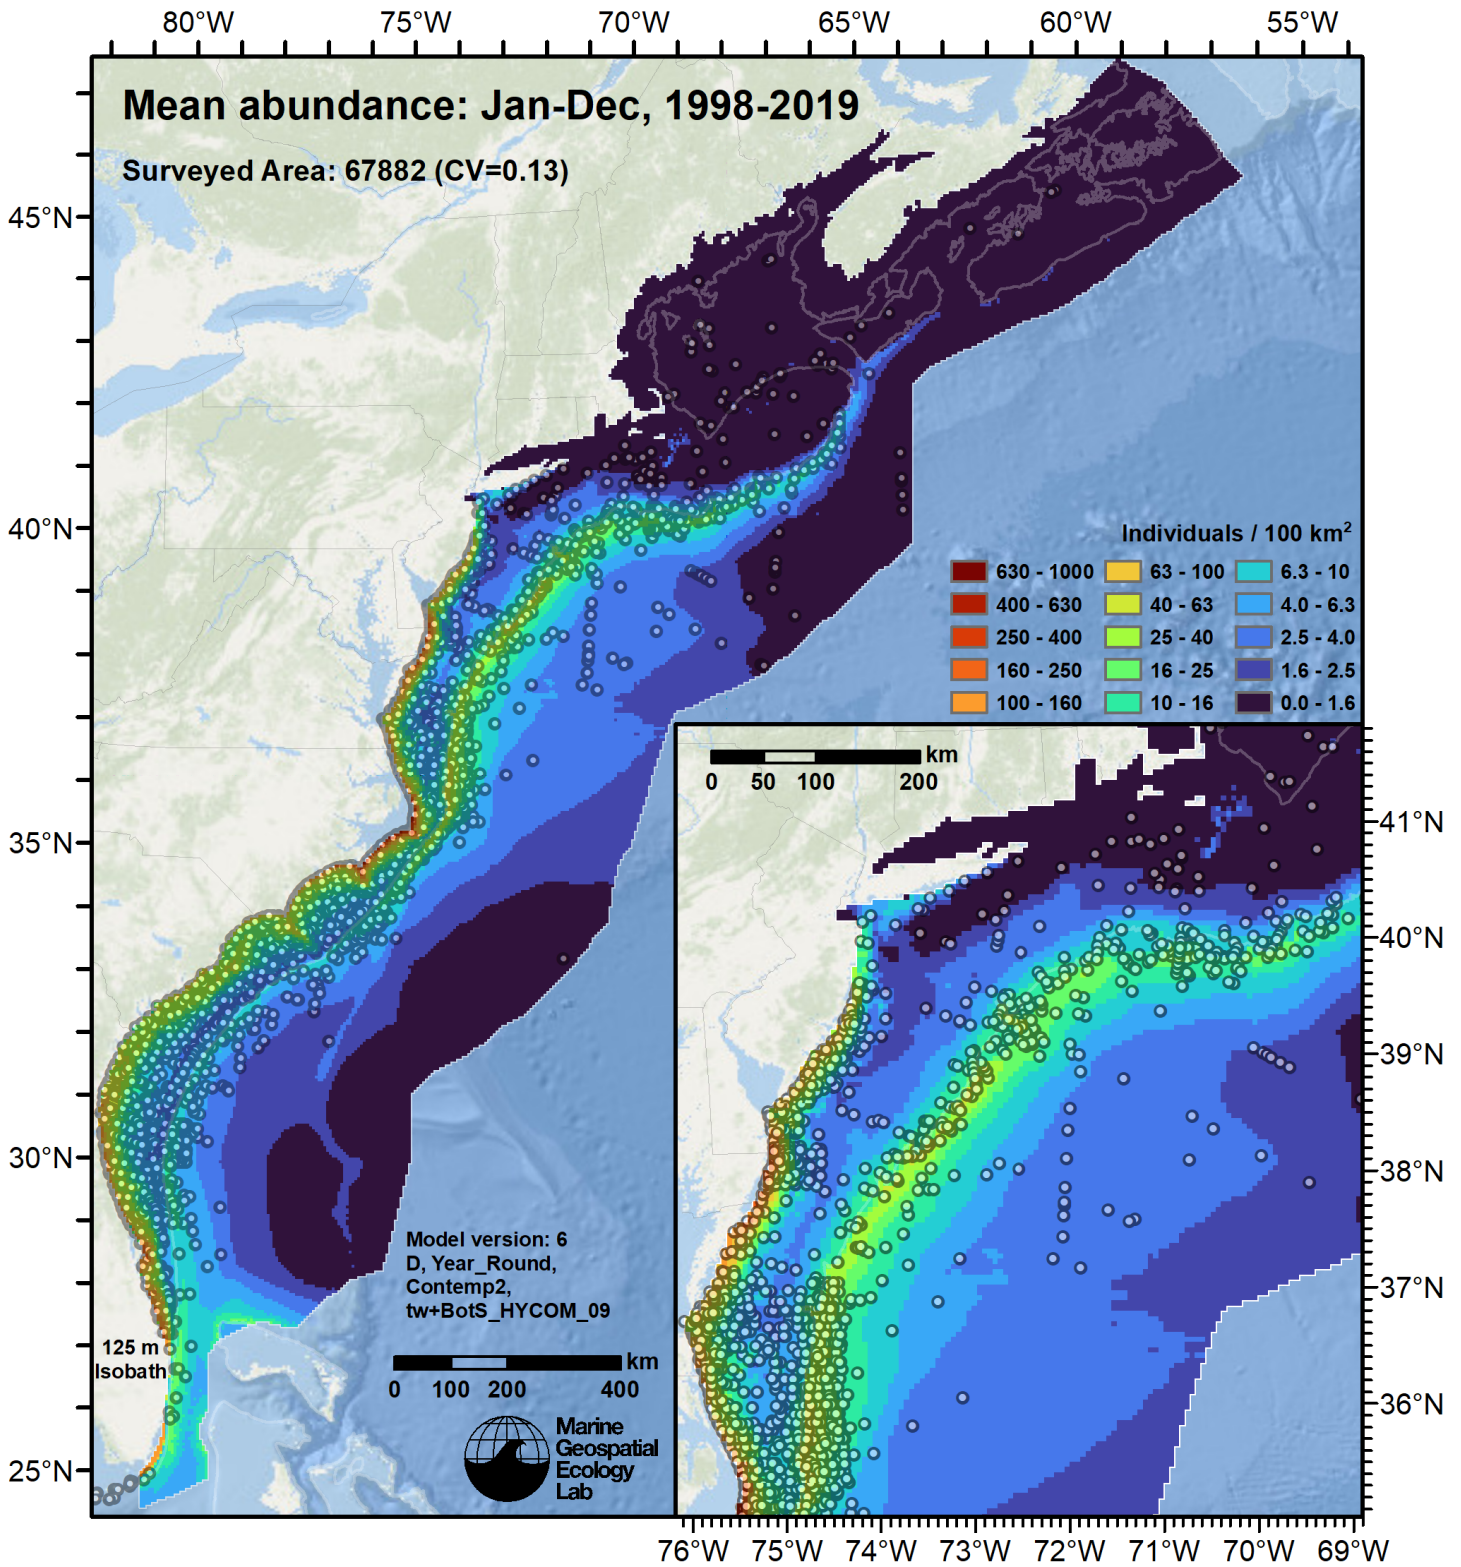 80°W 75°W 70°W 65°W 60°W 55°W
Mean abundance: Jan-Dec, 1998-2019
Surveyed Area: 67882 (CV=0.13)
45°N
40°N
35°N
30°N
25°N
Individuals / 100 km²
630 - 1000 63 - 100 6.3 - 10
400 - 630 40 - 63 4.0 - 6.3
250 - 400 25 - 40 2.5 - 4.0
160 - 250 16 - 25 1.6 - 2.5
100 - 160 10 - 16 0.0 - 1.6
km
0 50 100 200
41°N
40°N
39°N
38°N
37°N
36°N
Model version: 6
D, Year_Round,
Contemp2,
tw+BotS_HYCOM_09
125 m
Isobath
km
0 100 200 400
Marine
Geospatial
Ecology
Lab
76°W 75°W 74°W 73°W 72°W 71°W 70°W 69°W